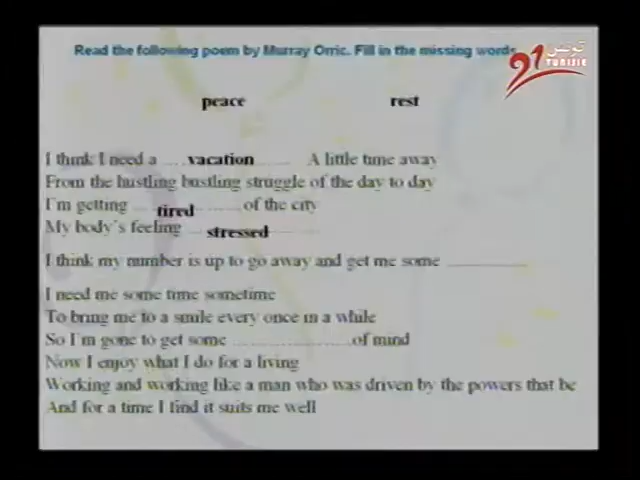 Read the following poem by Murray Orric. Fill in the missing words
تونس
21
TUNISIE
peace rest
I think I need a ....vacation.......... A little time away
From the hustling bustling struggle of the day to day
I'm getting ...tired........... of the city
My body's feeling ...stressed............
I think my number is up to go away and get me some ..................
I need me some time sometime
To bring me to a smile every once in a while
So I'm gone to get some .............................of mind
Now I enjoy what I do for a living
Working and working like a man who was driven by the powers that be
And for a time I find it suits me well